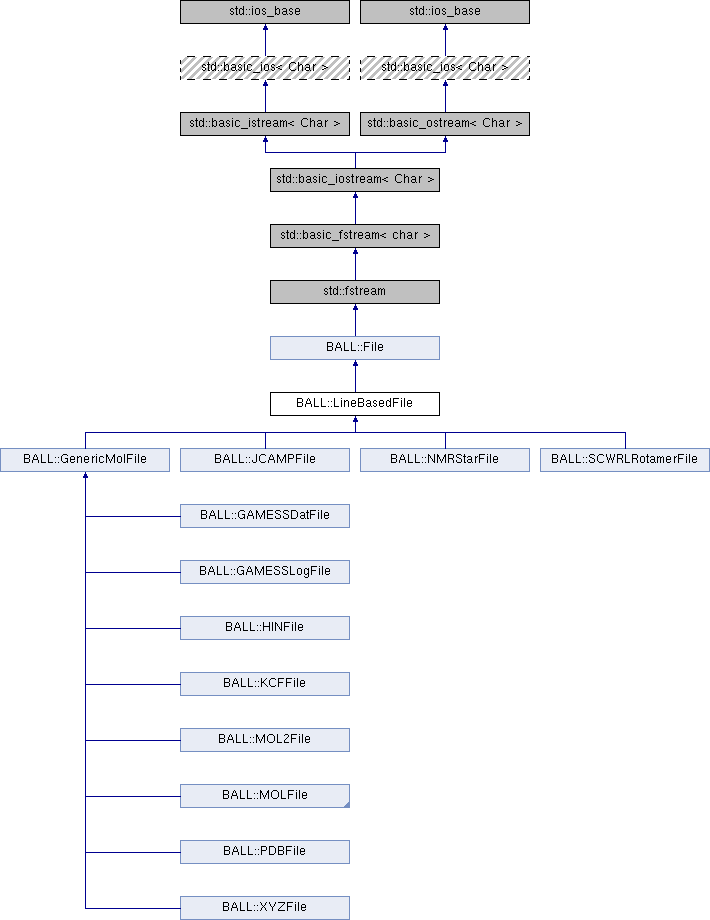 std::ios_base
std::ios_base
std::basic_ios< Char >
std::basic_ios< Char >
std::basic_istream< Char >
std::basic_ostream< Char >
std::basic_iostream< Char >
std::basic_fstream< char >
std::fstream
BALL::File
BALL::LineBasedFile
BALL::GenericMolFile
BALL::JCAMPFile
BALL::NMRStarFile
BALL::SCWRLRotamerFile
BALL::GAMESSDatFile
BALL::GAMESSLogFile
BALL::HINFile
BALL::KCFFile
BALL::MOL2File
BALL::MOLFile
BALL::PDBFile
BALL::XYZFile